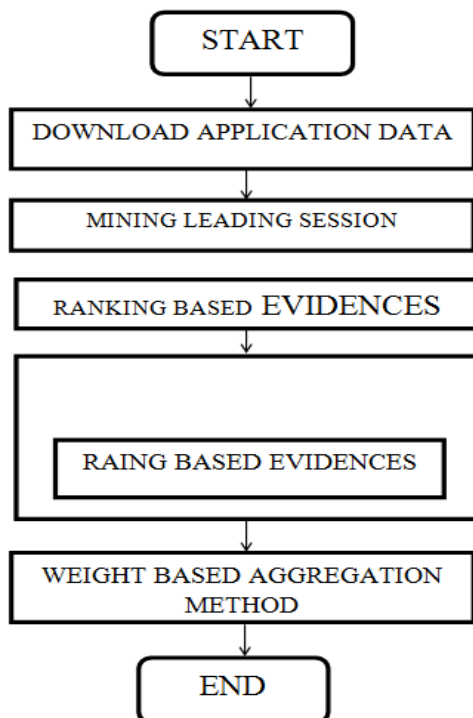 START
DOWNLOAD APPLICATION DATA
MINING LEADING SESSION
RANKING BASED EVIDENCES
RAING BASED EVIDENCES
WEIGHT BASED AGGREGATION
METHOD
END